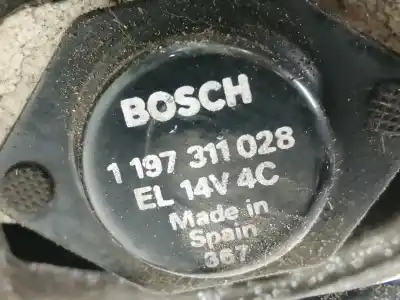 BOSCH
1 197 311 028
EL 14V 4C
Made in
Spain
367